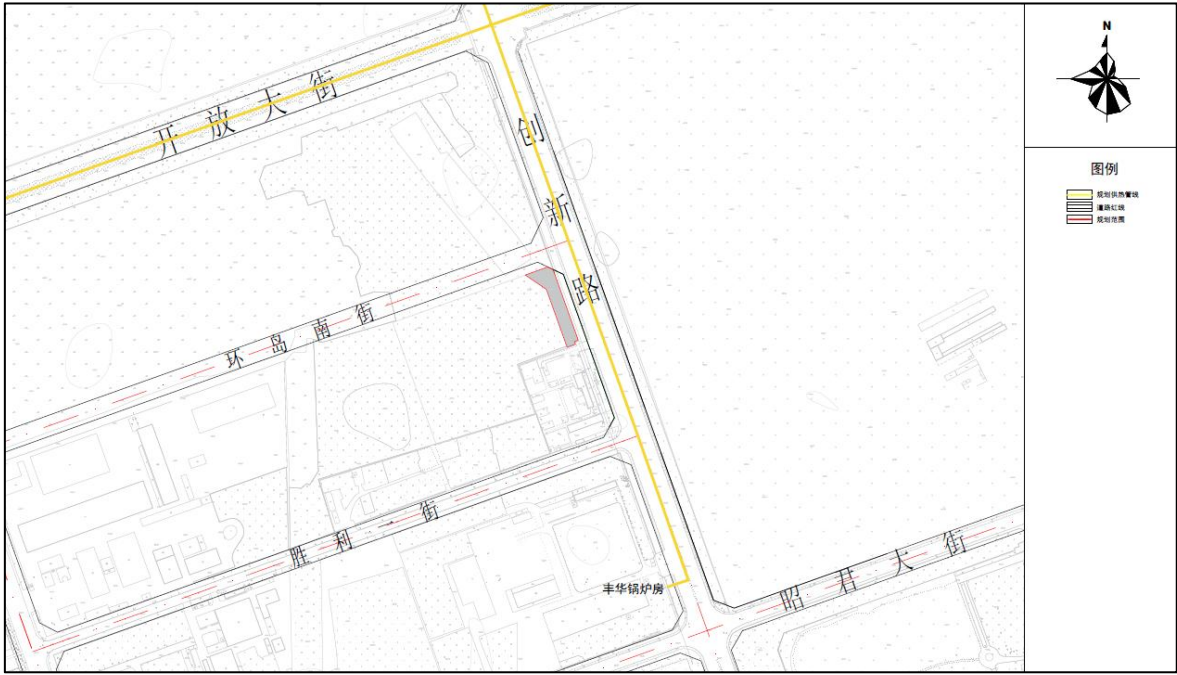 N
图例
规划供热管线
道路红线
规划范围
开放大街
创新路
环岛南街
胜利一街
昭君大街
丰华锅炉房